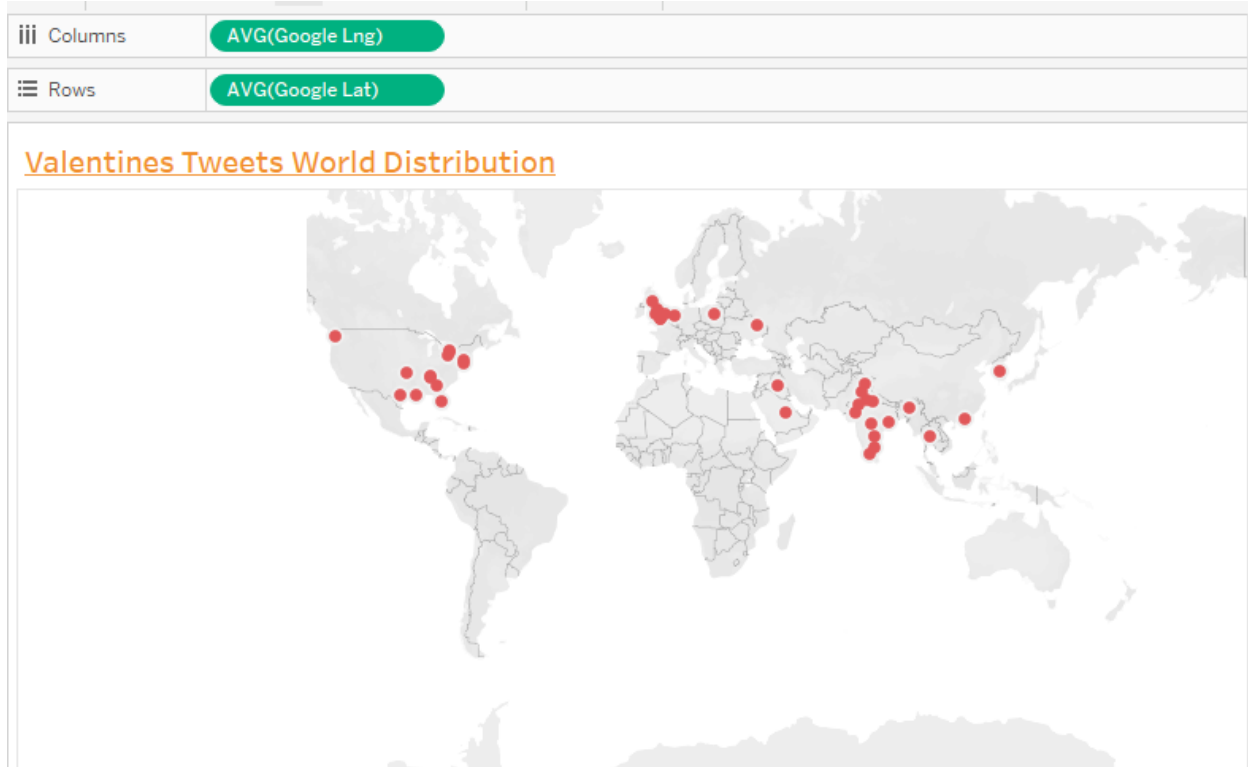 Columns
AVG(Google Lng)
Rows
AVG(Google Lat)
Valentines Tweets World Distribution